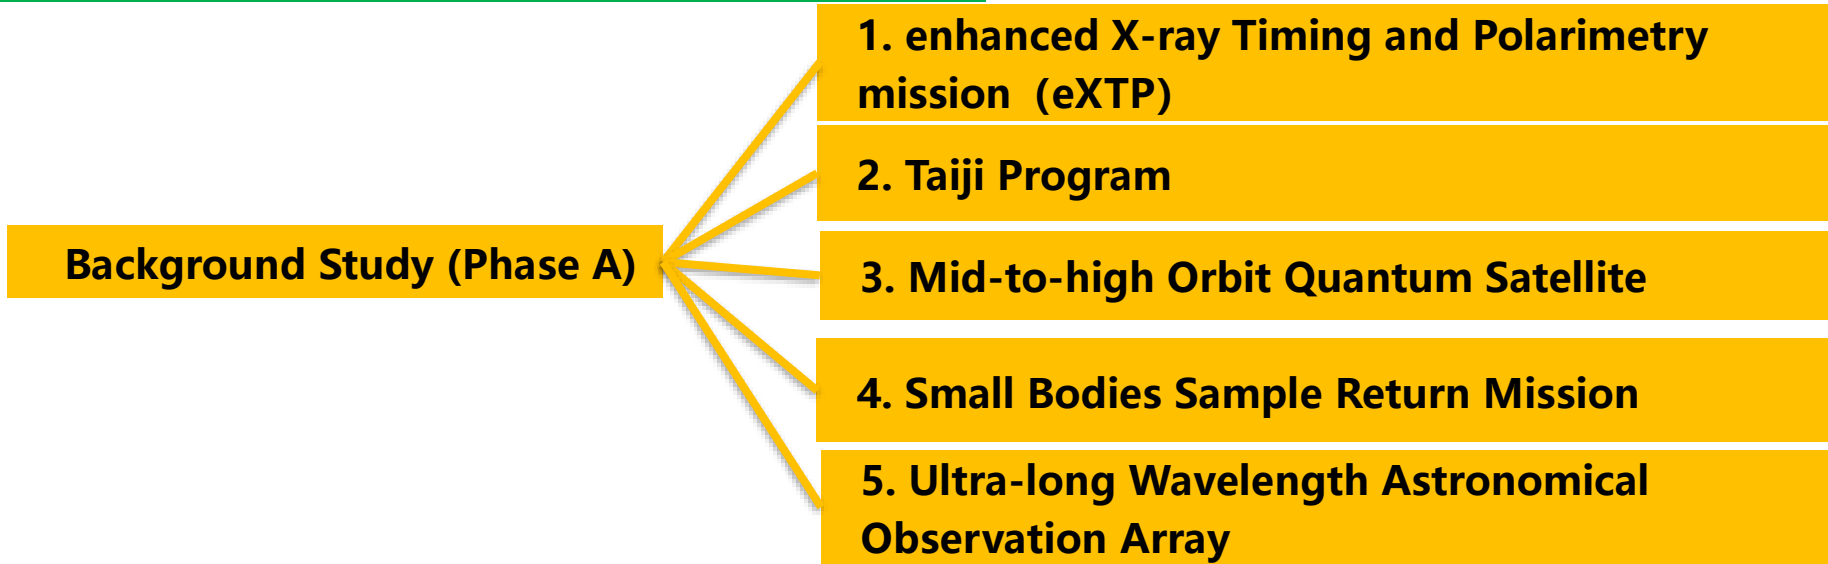 1. enhanced X-ray Timing and Polarimetry
mission (eXTP)
2. Taiji Program
Background Study (Phase A)
3. Mid-to-high Orbit Quantum Satellite
4. Small Bodies Sample Return Mission
5. Ultra-long Wavelength Astronomical
Observation Array